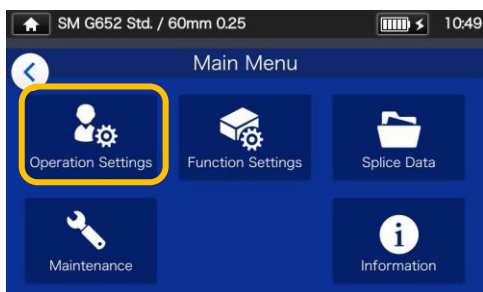 SM G652 Std. / 60mm 0.25 10:49
Main Menu
Operation Settings Function Settings Splice Data
Maintenance Information